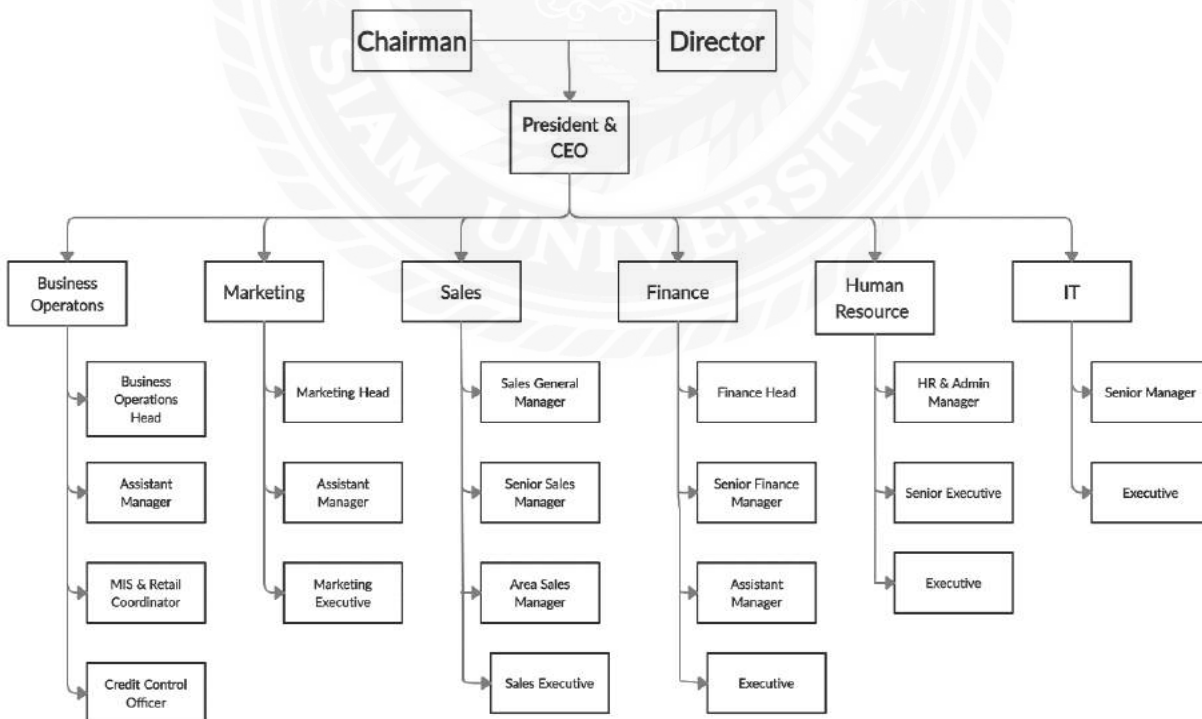 Chairman
Director
President &
CEO
SIAM UNIVERSITY
Business
Operatons
Marketing
Sales
Finance
Human
Resource
IT
Business
Operations
Head
Marketing Head
Sales General
Manager
Finance Head
HR & Admin
Manager
Senior Manager
Assistant
Manager
Assistant
Manager
Senior Sales
Manager
Senior Finance
Manager
Senior Executive
Executive
MIS & Retail
Coordinator
Marketing
Executive
Area Sales
Manager
Assistant
Manager
Executive
Credit Control
Officer
Sales Executive
Executive